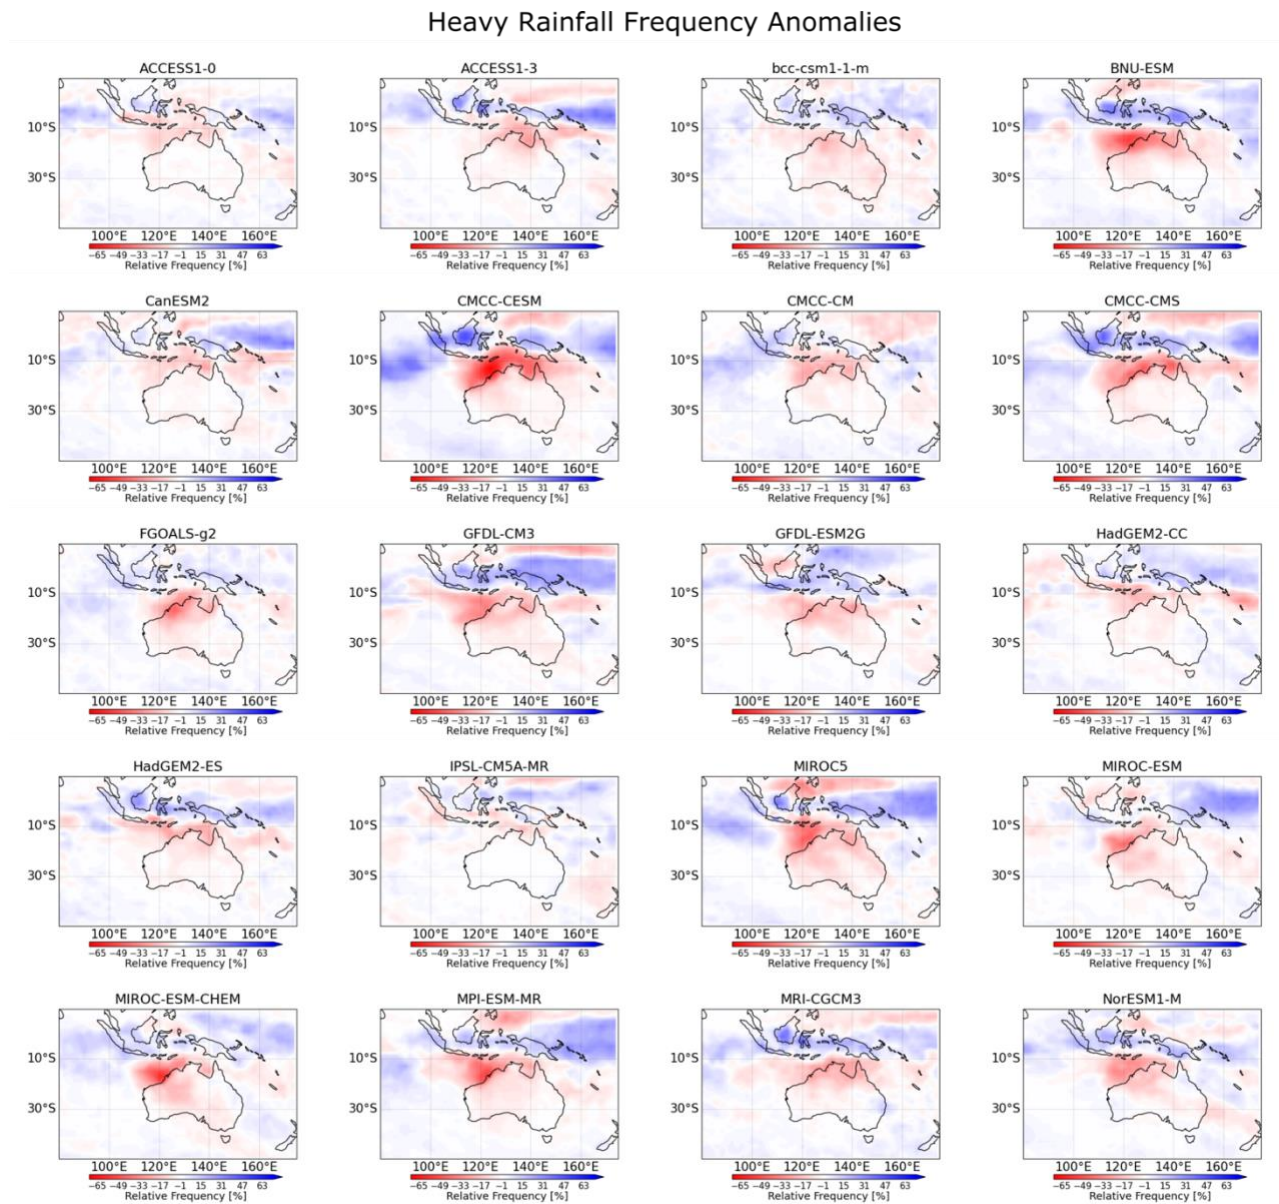 Heavy Rainfall Frequency Anomalies
ACCESS1-0 ACCESS1-3 bcc-csm1-1-m BNU-ESM
10°S 10°S 10°S 10°S
30°S 30°S 30°S 30°S
100°E 120°E 140°E 160°E 100°E 120°E 140°E 160°E 100°E 120°E 140°E 160°E 100°E 120°E 140°E 160°E
−65 −49 −33 −17 −1 15 31 47 63 −65 −49 −33 −17 −1 15 31 47 63 −65 −49 −33 −17 −1 15 31 47 63 −65 −49 −33 −17 −1 15 31 47 63
Relative Frequency [%] Relative Frequency [%] Relative Frequency [%] Relative Frequency [%]
CanESM2 CMCC-CESM CMCC-CM CMCC-CMS
10°S 10°S 10°S 10°S
30°S 30°S 30°S 30°S
100°E 120°E 140°E 160°E 100°E 120°E 140°E 160°E 100°E 120°E 140°E 160°E 100°E 120°E 140°E 160°E
−65 −49 −33 −17 −1 15 31 47 63 −65 −49 −33 −17 −1 15 31 47 63 −65 −49 −33 −17 −1 15 31 47 63 −65 −49 −33 −17 −1 15 31 47 63
Relative Frequency [%] Relative Frequency [%] Relative Frequency [%] Relative Frequency [%]
FGOALS-g2 GFDL-CM3 GFDL-ESM2G HadGEM2-CC
10°S 10°S 10°S 10°S
30°S 30°S 30°S 30°S
100°E 120°E 140°E 160°E 100°E 120°E 140°E 160°E 100°E 120°E 140°E 160°E 100°E 120°E 140°E 160°E
−65 −49 −33 −17 −1 15 31 47 63 −65 −49 −33 −17 −1 15 31 47 63 −65 −49 −33 −17 −1 15 31 47 63 −65 −49 −33 −17 −1 15 31 47 63
Relative Frequency [%] Relative Frequency [%] Relative Frequency [%] Relative Frequency [%]
HadGEM2-ES IPSL-CM5A-MR MIROC5 MIROC-ESM
10°S 10°S 10°S 10°S
30°S 30°S 30°S 30°S
100°E 120°E 140°E 160°E 100°E 120°E 140°E 160°E 100°E 120°E 140°E 160°E 100°E 120°E 140°E 160°E
−65 −49 −33 −17 −1 15 31 47 63 −65 −49 −33 −17 −1 15 31 47 63 −65 −49 −33 −17 −1 15 31 47 63 −65 −49 −33 −17 −1 15 31 47 63
Relative Frequency [%] Relative Frequency [%] Relative Frequency [%] Relative Frequency [%]
MIROC-ESM-CHEM MPI-ESM-MR MRI-CGCM3 NorESM1-M
10°S 10°S 10°S 10°S
30°S 30°S 30°S 30°S
100°E 120°E 140°E 160°E 100°E 120°E 140°E 160°E 100°E 120°E 140°E 160°E 100°E 120°E 140°E 160°E
−65 −49 −33 −17 −1 15 31 47 63 −65 −49 −33 −17 −1 15 31 47 63 −65 −49 −33 −17 −1 15 31 47 63 −65 −49 −33 −17 −1 15 31 47 63
Relative Frequency [%] Relative Frequency [%] Relative Frequency [%] Relative Frequency [%]